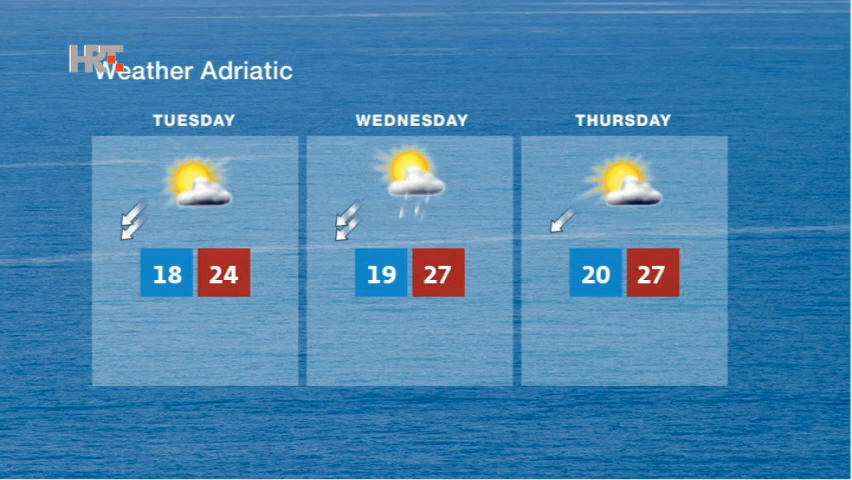 HRT
Weather Adriatic
TUESDAY
WEDNESDAY
THURSDAY
18 24
19 27
20 27